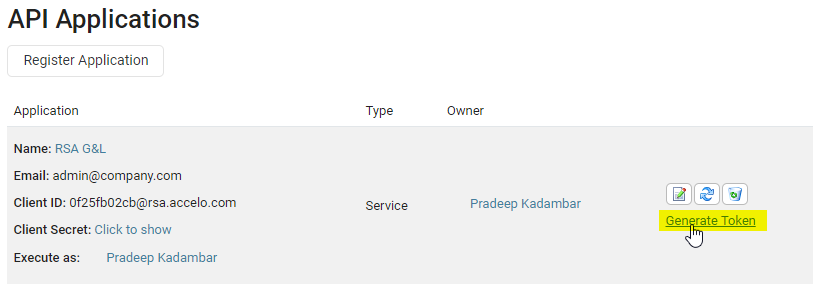 API Applications
Register Application
Application Type Owner
Name: RSA G&L
Email: admin@company.com
Client ID: 0f25fb02cb@rsa.accelo.com
Client Secret: Click to show
Execute as: Pradeep Kadambar
Service
Pradeep Kadambar
Generate Token